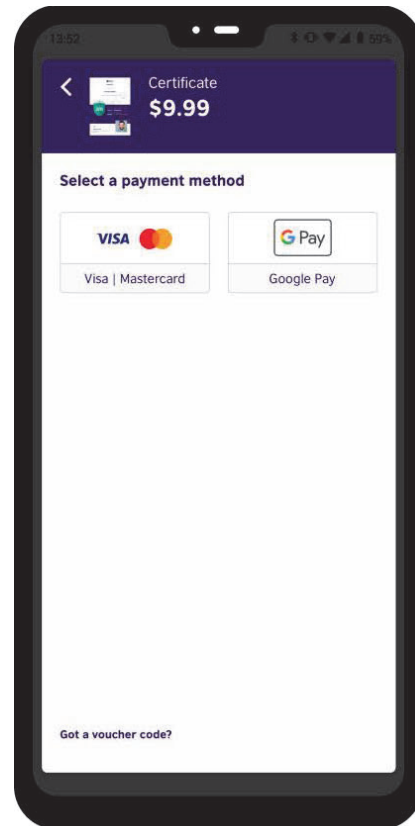 13:52
59%
Certificate
$9.99
Select a payment method
VISA
G Pay
Visa | Mastercard
Google Pay
Got a voucher code?